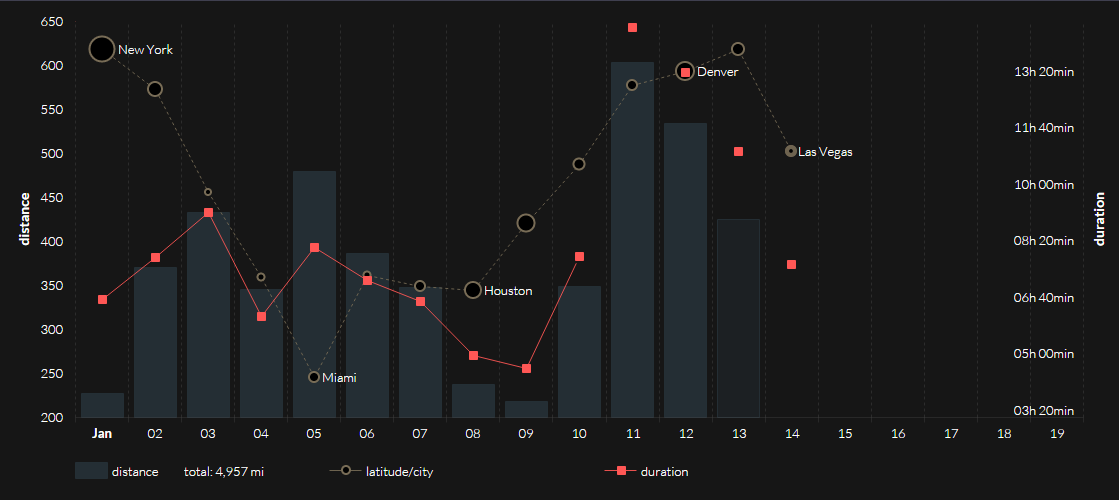 650
600
550
500
450
400
350
300
250
200
distance
New York
Miami
Houston
Denver
Las Vegas
13h 20min
11h 40min
10h 00min
08h 20min
06h 40min
05h 00min
03h 20min
duration
Jan 02 03 04 05 06 07 08 09 10 11 12 13 14 15 16 17 18 19
distance total: 4,957 mi latitude/city duration